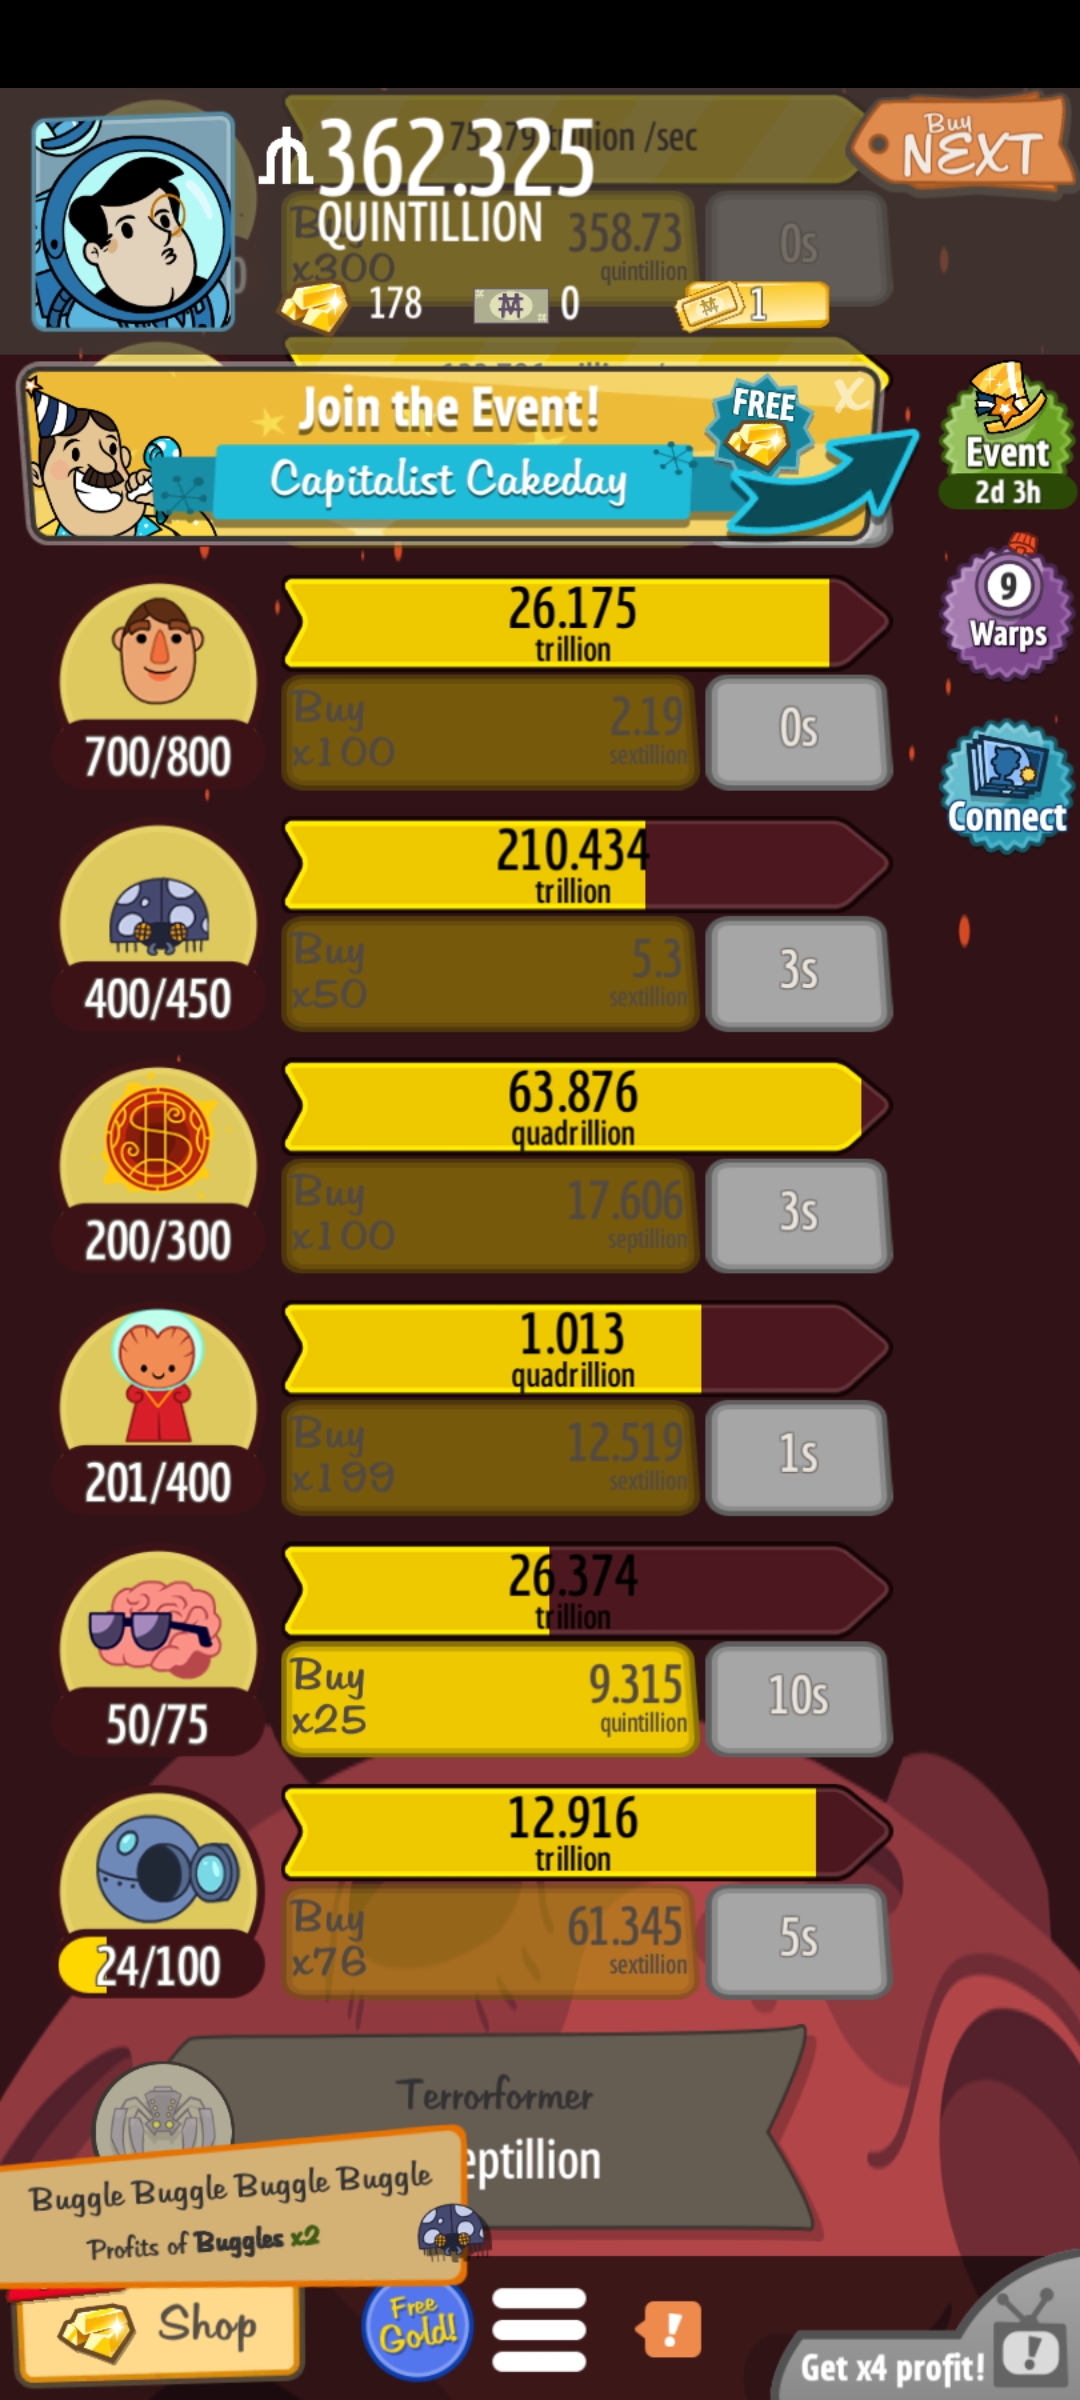 362.325
/sec
Buy
NEXT
QUINTILLION
358.73
0s
x300
quintillion
178
0
1
Join the Event!
FREE
x
Capitalist Cakeday
Event
2d 3h
26.175
trillion
9
Warps
Buy
2.19
0s
x100
sextillion
700/800
Connect
210.434
trillion
Buy
5.3
3s
x50
sextillion
400/450
63.876
quadrillion
Buy
17.606
3s
x100
septillion
200/300
1.013
quadrillion
Buy
12.519
1s
x199
sextillion
201/400
26.374
trillion
Buy
9.315
10s
x25
quintillion
50/75
12.916
trillion
Buy
61.345
5s
x76
sextillion
24/100
Terrorformer
eptillion
Buggle Buggle Buggle Buggle
Profits of Buggles x2
Shop
Free
Gold!
!
Get x4 profit!
!